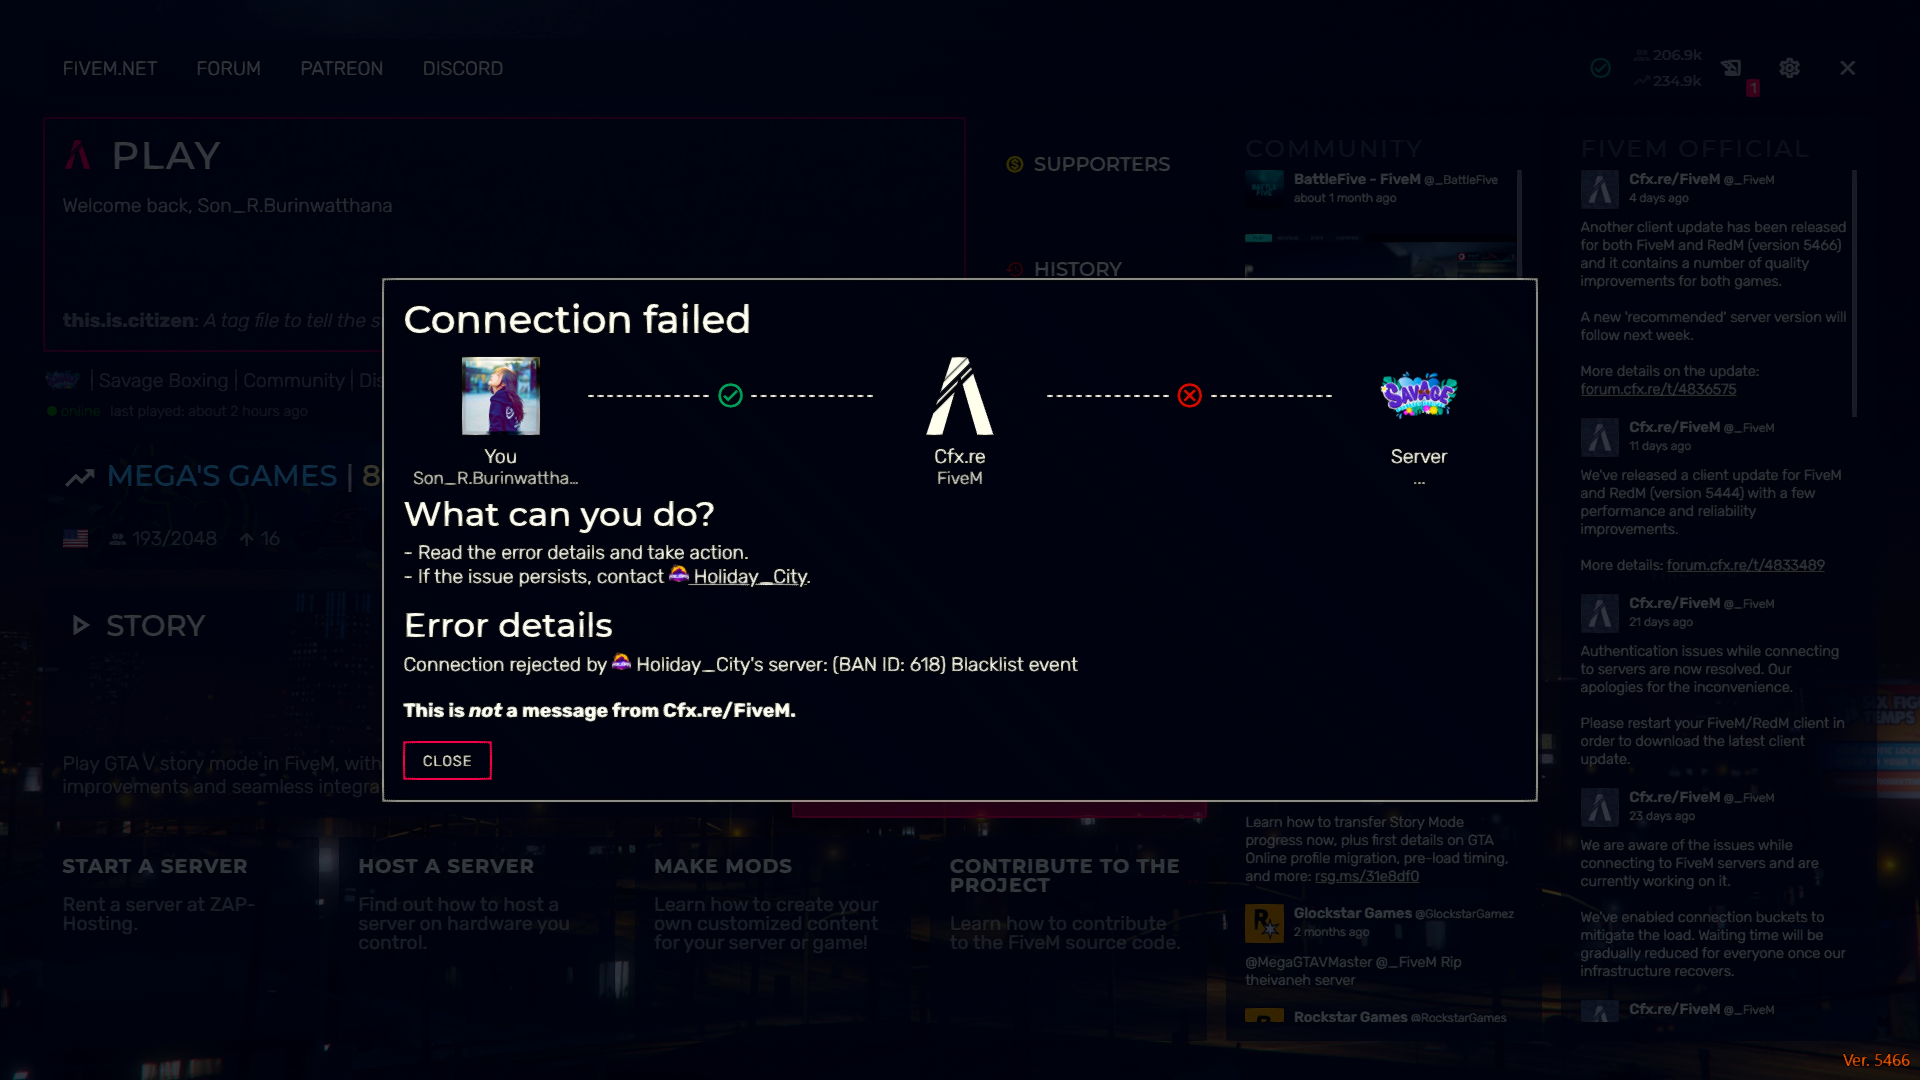 FIVEM.NET FORUM PATREON DISCORD
206.9k
234.9k
1
PLAY
Welcome back, Son_R.Burinwatthana
this.is.citizen: A tag file to tell the s
| Savage Boxing | Community | Dis
online last played: about 2 hours ago
MEGA'S GAMES | 8
193/2048 16
STORY
Play GTA V story mode in FiveM, with
improvements and seamless integra
SUPPORTERS
HISTORY
Connection failed
You
Son_R.Burinwattha...
Cfx.re
FiveM
SAVAGE
Server
...
What can you do?
- Read the error details and take action.
- If the issue persists, contact Holiday_City.
Error details
Connection rejected by Holiday_City's server: (BAN ID: 618) Blacklist event
This is not a message from Cfx.re/FiveM.
CLOSE
START A SERVER
Rent a server at ZAP-
Hosting.
HOST A SERVER
Find out how to host a
server on hardware you
control.
MAKE MODS
Learn how to create your
own customized content
for your server or game!
CONTRIBUTE TO THE
PROJECT
Learn how to contribute
to the FiveM source code.
COMMUNITY
BattleFive - FiveM @_BattleFive
about 1 month ago
Learn how to transfer Story Mode
progress now, plus first details on GTA
Online profile migration, pre-load timing,
and more: rsg.ms/31e8df0
Glockstar Games @GlockstarGamez
2 months ago
@MegaGTAVMaster @_FiveM Rip
theivaneh server
Rockstar Games @RockstarGames
FIVEM OFFICIAL
Cfx.re/FiveM @_FiveM
4 days ago
Another client update has been released
for both FiveM and RedM (version 5466)
and it contains a number of quality
improvements for both games.
A new 'recommended' server version will
follow next week.
More details on the update:
forum.cfx.re/t/4836575
Cfx.re/FiveM @_FiveM
11 days ago
We've released a client update for FiveM
and RedM (version 5444) with a few
performance and reliability
improvements.
More details: forum.cfx.re/t/4833489
Cfx.re/FiveM @_FiveM
21 days ago
Authentication issues while connecting
to servers are now resolved. Our
apologies for the inconvenience.
Please restart your FiveM/RedM client in
order to download the latest client
update.
Cfx.re/FiveM @_FiveM
23 days ago
We are aware of the issues while
connecting to FiveM servers and are
currently working on it.
We've enabled connection buckets to
mitigate the load. Waiting time will be
gradually reduced for everyone once our
infrastructure recovers.
Cfx.re/FiveM @_FiveM
Ver. 5466